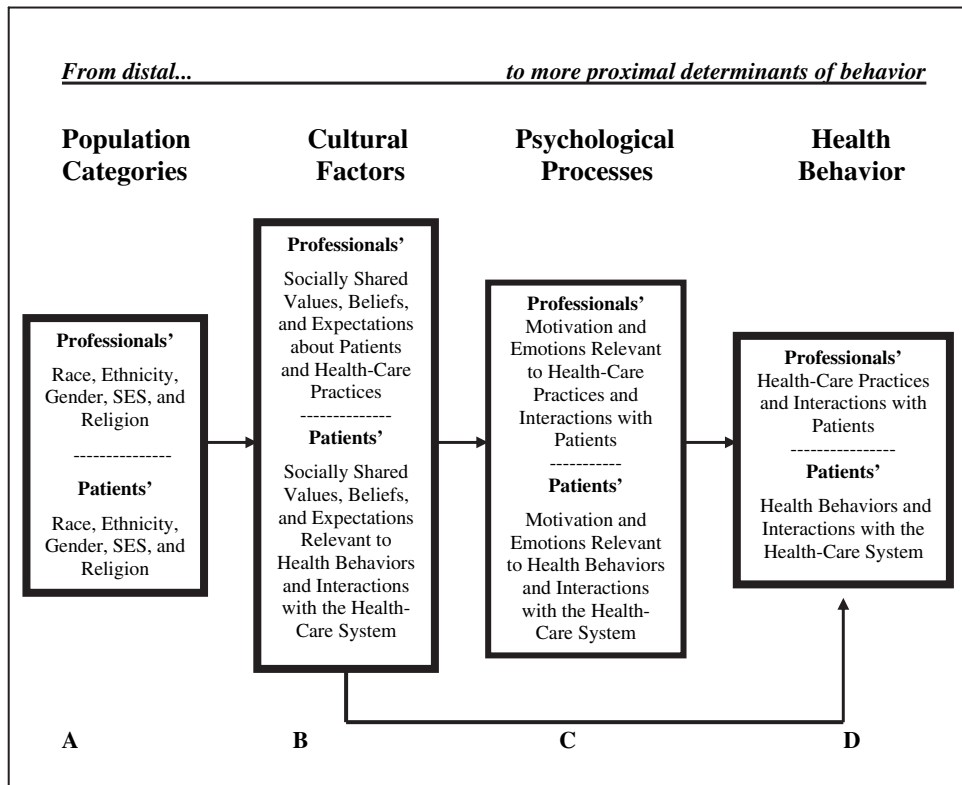 From distal... to more proximal determinants of behavior
Population
Categories
Cultural
Factors
Psychological
Processes
Health
Behavior
Professionals’
Race, Ethnicity,
Gender, SES, and
Religion
---------------
Patients’
Race, Ethnicity,
Gender, SES, and
Religion
Professionals’
Socially Shared
Values, Beliefs,
and Expectations
about Patients
and Health-Care
Practices
--------------
Patients’
Socially Shared
Values, Beliefs,
and Expectations
Relevant to
Health Behaviors
and Interactions
with the Health-
Care System
Professionals’
Motivation and
Emotions Relevant
to Health-Care
Practices and
Interactions with
Patients
-----------
Patients’
Motivation and
Emotions Relevant
to Health Behaviors
and Interactions
with the Health-
Care System
Professionals’
Health-Care Practices
and Interactions with
Patients
----------------
Patients’
Health Behaviors and
Interactions with the
Health-Care System
A
B
C
D